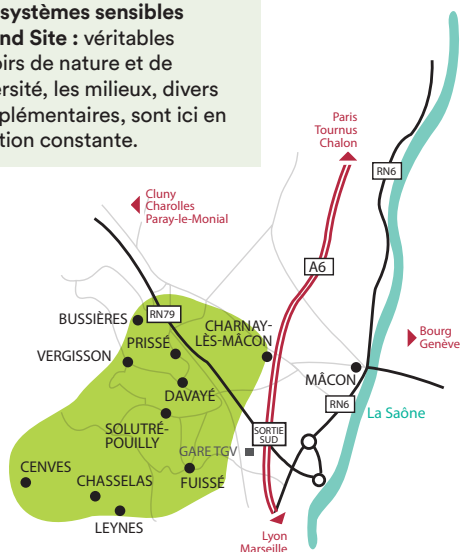 systèmes sensibles
nd Site : véritables
oirs de nature et de
ersité, les milieux, divers
plémentaires, sont ici en
tion constante.
Paris
Tournus
Chalon
RN6
Cluny
Charolles
Paray-le-Monial
A6
RN79
BUSSIÈRES
CHARNAY-
LÈS-MÂCON
PRISSÉ
VERGISSON
Bourg
Genève
MÂCON
DAVAYÉ
RN6
La Saône
SOLUTRÉ-
POUILLY
SORTIE
SUD
GARE TGV
CENVES
CHASSELAS
FUISSÉ
LEYNES
Lyon
Marseille